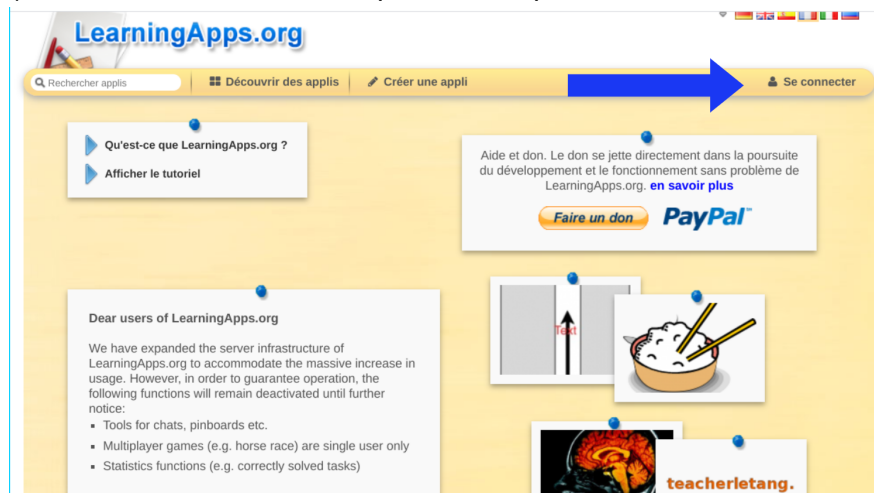 LearningApps.org
Rechercher applis
Découvrir des applis
Créer une appli
Se connecter
Qu'est-ce que LearningApps.org ?
Afficher le tutoriel
Aide et don. Le don se jette directement dans la poursuite
du développement et le fonctionnement sans problème de
LearningApps.org. en savoir plus
Faire un don
PayPal™
Dear users of LearningApps.org
We have expanded the server infrastructure of
LearningApps.org to accommodate the massive increase in
usage. However, in order to guarantee operation, the
following functions will remain deactivated until further
notice:
Tools for chats, pinboards etc.
Multiplayer games (e.g. horse race) are single user only
Statistics functions (e.g. correctly solved tasks)
Text
teacherletang.